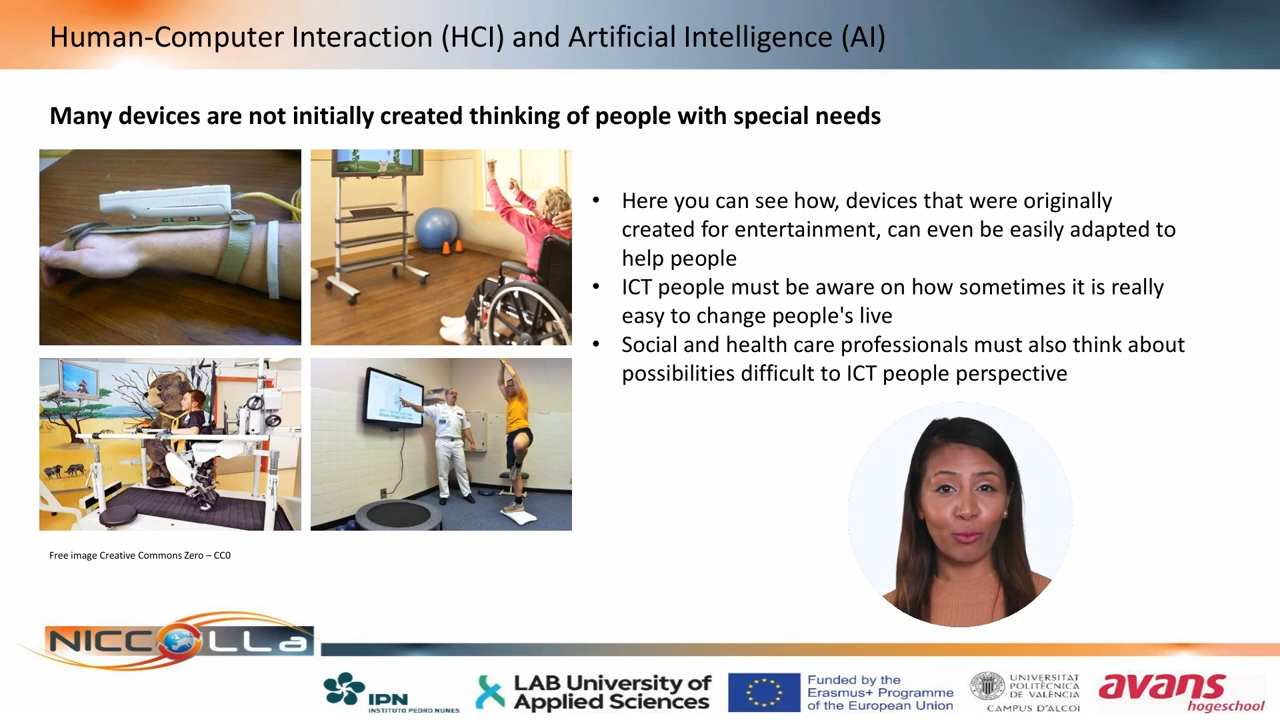 Human-Computer Interaction (HCI) and Artificial Intelligence (AI)
Many devices are not initially created thinking of people with special needs
• Here you can see how, devices that were originally
created for entertainment, can even be easily adapted to
help people
• ICT people must be aware on how sometimes it is really
easy to change people's live
• Social and health care professionals must also think about
possibilities difficult to ICT people perspective
Free image Creative Commons Zero – CC0
NICCOLLa
IPN
INSTITUTO PEDRO NUNES
LAB University of
Applied Sciences
Funded by the
Erasmus+ Programme
of the European Union
UNIVERSITAT
POLITÈCNICA
DE VALÈNCIA
CAMPUS D'ALCOI
avans
hogeschool